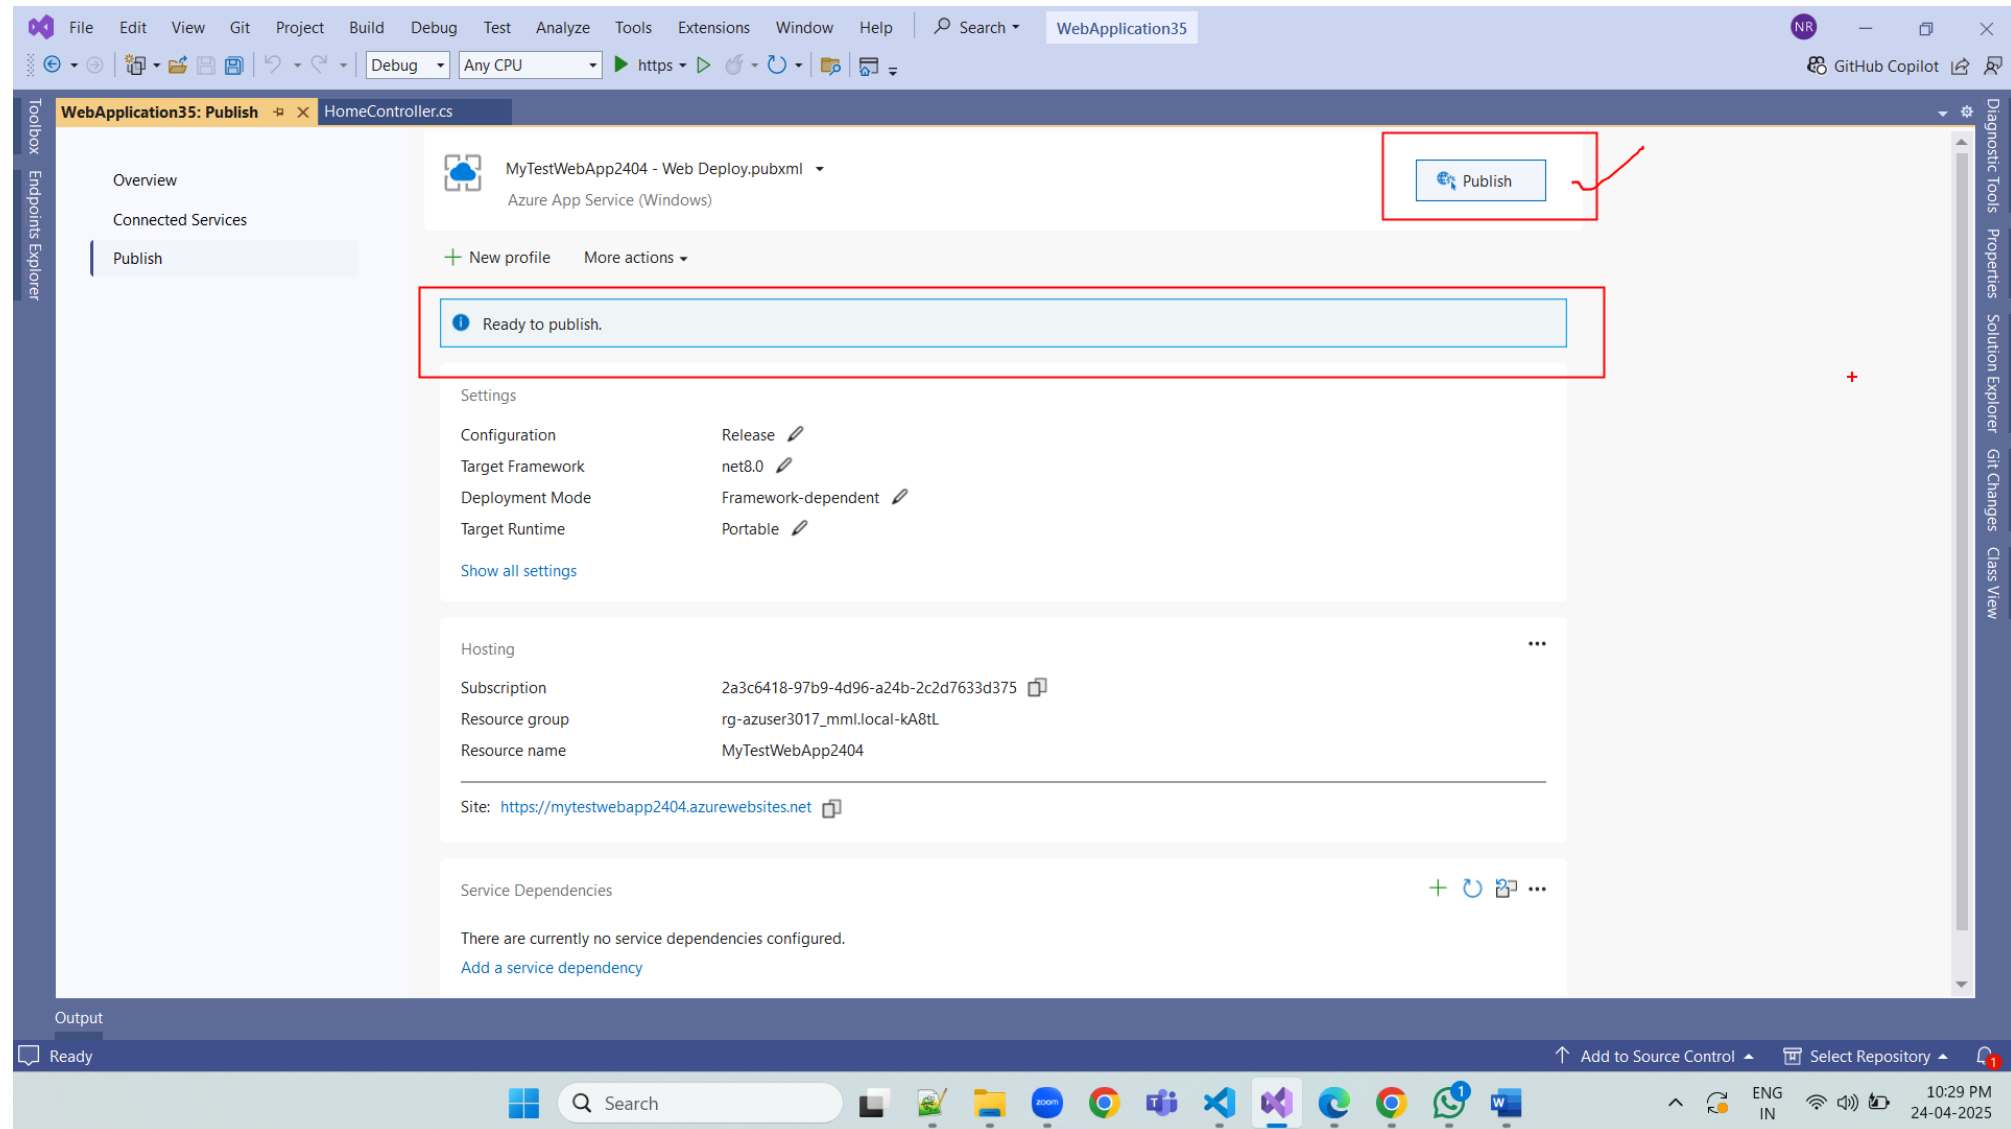 File Edit View Git Project Build Debug Test Analyze Tools Extensions Window Help Search WebApplication35 NR
Debug Any CPU https GitHub Copilot
WebApplication35: Publish HomeController.cs
Toolbox
Endpoints Explorer
Overview
Connected Services
Publish
MyTestWebApp2404 - Web Deploy.pubxml
Azure App Service (Windows)
Publish
New profile More actions
Ready to publish.
Settings
Configuration Release
Target Framework net8.0
Deployment Mode Framework-dependent
Target Runtime Portable
Show all settings
Hosting
Subscription 2a3c6418-97b9-4d96-a24b-2c2d7633d375
Resource group rg-azuser3017_mml.local-kA8tL
Resource name MyTestWebApp2404
Site: https://mytestwebapp2404.azurewebsites.net
Service Dependencies
There are currently no service dependencies configured.
Add a service dependency
Diagnostic Tools
Properties
Solution Explorer
Git Changes
Class View
Output
Ready Add to Source Control Select Repository 1
Search zoom 1 W ENG 10:29 PM
IN 24-04-2025